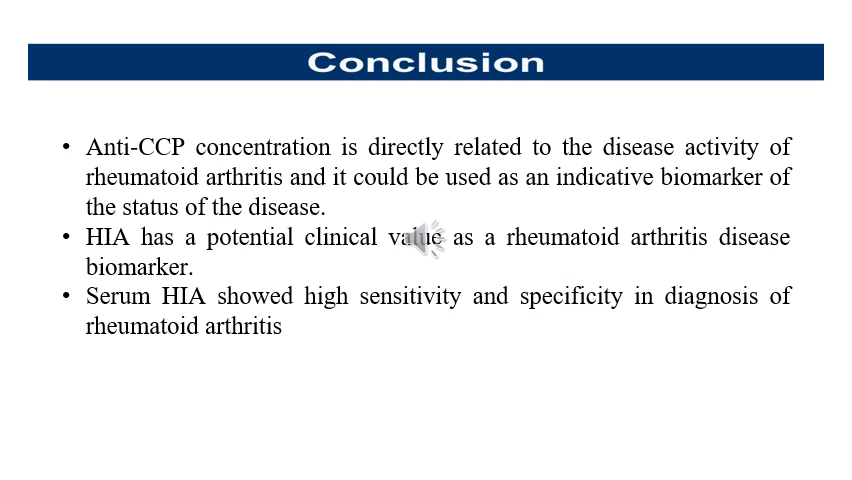 Conclusion
• Anti-CCP concentration is directly related to the disease activity of
rheumatoid arthritis and it could be used as an indicative biomarker of
the status of the disease.
• HIA has a potential clinical value as a rheumatoid arthritis disease
biomarker.
• Serum HIA showed high sensitivity and specificity in diagnosis of
rheumatoid arthritis